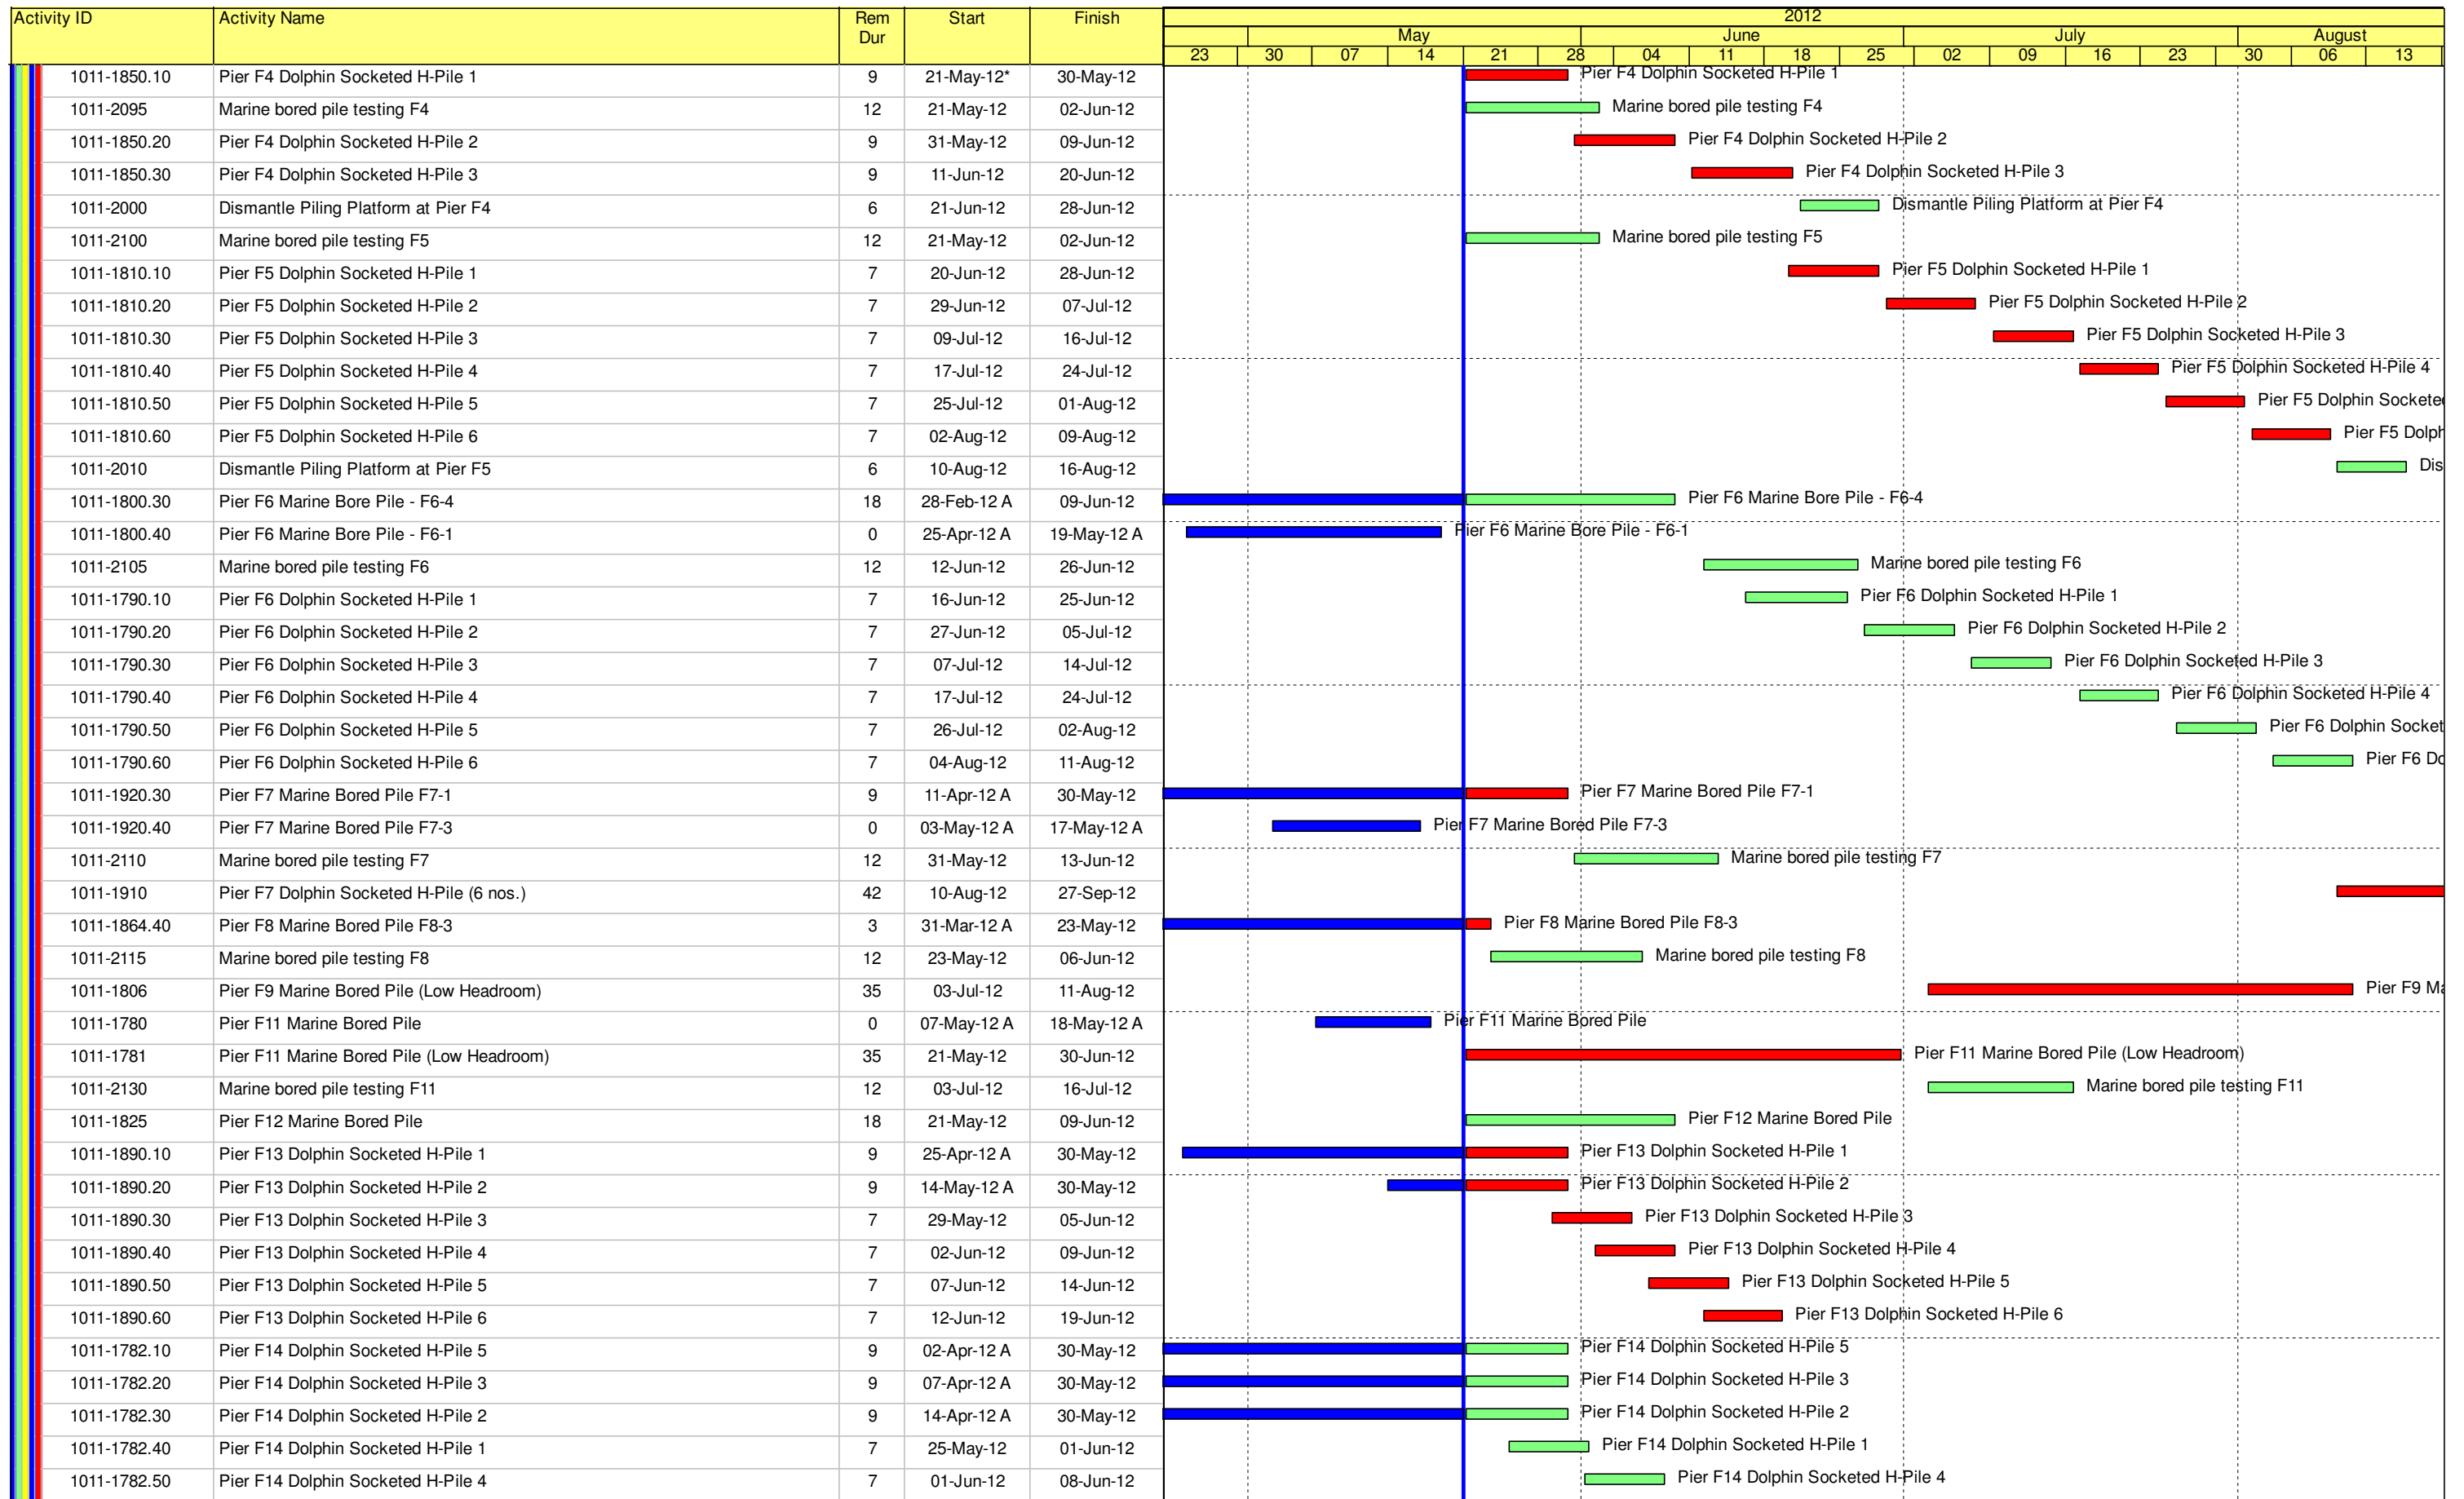 Activity ID Activity Name Rem Dur Start Finish 2012
May June July August
23 30 07 14 21 28 04 11 18 25 02 09 16 23 30 06 13
1011-1850.10 Pier F4 Dolphin Socketed H-Pile 1 9 21-May-12* 30-May-12 Pier F4 Dolphin Socketed H-Pile 1
1011-2095 Marine bored pile testing F4 12 21-May-12 02-Jun-12 Marine bored pile testing F4
1011-1850.20 Pier F4 Dolphin Socketed H-Pile 2 9 31-May-12 09-Jun-12 Pier F4 Dolphin Socketed H-Pile 2
1011-1850.30 Pier F4 Dolphin Socketed H-Pile 3 9 11-Jun-12 20-Jun-12 Pier F4 Dolphin Socketed H-Pile 3
1011-2000 Dismantle Piling Platform at Pier F4 6 21-Jun-12 28-Jun-12 Dismantle Piling Platform at Pier F4
1011-2100 Marine bored pile testing F5 12 21-May-12 02-Jun-12 Marine bored pile testing F5
1011-1810.10 Pier F5 Dolphin Socketed H-Pile 1 7 20-Jun-12 28-Jun-12 Pier F5 Dolphin Socketed H-Pile 1
1011-1810.20 Pier F5 Dolphin Socketed H-Pile 2 7 29-Jun-12 07-Jul-12 Pier F5 Dolphin Socketed H-Pile 2
1011-1810.30 Pier F5 Dolphin Socketed H-Pile 3 7 09-Jul-12 16-Jul-12 Pier F5 Dolphin Socketed H-Pile 3
1011-1810.40 Pier F5 Dolphin Socketed H-Pile 4 7 17-Jul-12 24-Jul-12 Pier F5 Dolphin Socketed H-Pile 4
1011-1810.50 Pier F5 Dolphin Socketed H-Pile 5 7 25-Jul-12 01-Aug-12 Pier F5 Dolphin Sockete
1011-1810.60 Pier F5 Dolphin Socketed H-Pile 6 7 02-Aug-12 09-Aug-12 Pier F5 Dolph
1011-2010 Dismantle Piling Platform at Pier F5 6 10-Aug-12 16-Aug-12 Dis
1011-1800.30 Pier F6 Marine Bore Pile - F6-4 18 28-Feb-12 A 09-Jun-12 Pier F6 Marine Bore Pile - F6-4
1011-1800.40 Pier F6 Marine Bore Pile - F6-1 0 25-Apr-12 A 19-May-12 A Pier F6 Marine Bore Pile - F6-1
1011-2105 Marine bored pile testing F6 12 12-Jun-12 26-Jun-12 Marine bored pile testing F6
1011-1790.10 Pier F6 Dolphin Socketed H-Pile 1 7 16-Jun-12 25-Jun-12 Pier F6 Dolphin Socketed H-Pile 1
1011-1790.20 Pier F6 Dolphin Socketed H-Pile 2 7 27-Jun-12 05-Jul-12 Pier F6 Dolphin Socketed H-Pile 2
1011-1790.30 Pier F6 Dolphin Socketed H-Pile 3 7 07-Jul-12 14-Jul-12 Pier F6 Dolphin Socketed H-Pile 3
1011-1790.40 Pier F6 Dolphin Socketed H-Pile 4 7 17-Jul-12 24-Jul-12 Pier F6 Dolphin Socketed H-Pile 4
1011-1790.50 Pier F6 Dolphin Socketed H-Pile 5 7 26-Jul-12 02-Aug-12 Pier F6 Dolphin Socket
1011-1790.60 Pier F6 Dolphin Socketed H-Pile 6 7 04-Aug-12 11-Aug-12 Pier F6 Do
1011-1920.30 Pier F7 Marine Bored Pile F7-1 9 11-Apr-12 A 30-May-12 Pier F7 Marine Bored Pile F7-1
1011-1920.40 Pier F7 Marine Bored Pile F7-3 0 03-May-12 A 17-May-12 A Pier F7 Marine Bored Pile F7-3
1011-2110 Marine bored pile testing F7 12 31-May-12 13-Jun-12 Marine bored pile testing F7
1011-1910 Pier F7 Dolphin Socketed H-Pile (6 nos.) 42 10-Aug-12 27-Sep-12
1011-1864.40 Pier F8 Marine Bored Pile F8-3 3 31-Mar-12 A 23-May-12 Pier F8 Marine Bored Pile F8-3
1011-2115 Marine bored pile testing F8 12 23-May-12 06-Jun-12 Marine bored pile testing F8
1011-1806 Pier F9 Marine Bored Pile (Low Headroom) 35 03-Jul-12 11-Aug-12 Pier F9 Ma
1011-1780 Pier F11 Marine Bored Pile 0 07-May-12 A 18-May-12 A Pier F11 Marine Bored Pile
1011-1781 Pier F11 Marine Bored Pile (Low Headroom) 35 21-May-12 30-Jun-12 Pier F11 Marine Bored Pile (Low Headroom)
1011-2130 Marine bored pile testing F11 12 03-Jul-12 16-Jul-12 Marine bored pile testing F11
1011-1825 Pier F12 Marine Bored Pile 18 21-May-12 09-Jun-12 Pier F12 Marine Bored Pile
1011-1890.10 Pier F13 Dolphin Socketed H-Pile 1 9 25-Apr-12 A 30-May-12 Pier F13 Dolphin Socketed H-Pile 1
1011-1890.20 Pier F13 Dolphin Socketed H-Pile 2 9 14-May-12 A 30-May-12 Pier F13 Dolphin Socketed H-Pile 2
1011-1890.30 Pier F13 Dolphin Socketed H-Pile 3 7 29-May-12 05-Jun-12 Pier F13 Dolphin Socketed H-Pile 3
1011-1890.40 Pier F13 Dolphin Socketed H-Pile 4 7 02-Jun-12 09-Jun-12 Pier F13 Dolphin Socketed H-Pile 4
1011-1890.50 Pier F13 Dolphin Socketed H-Pile 5 7 07-Jun-12 14-Jun-12 Pier F13 Dolphin Socketed H-Pile 5
1011-1890.60 Pier F13 Dolphin Socketed H-Pile 6 7 12-Jun-12 19-Jun-12 Pier F13 Dolphin Socketed H-Pile 6
1011-1782.10 Pier F14 Dolphin Socketed H-Pile 5 9 02-Apr-12 A 30-May-12 Pier F14 Dolphin Socketed H-Pile 5
1011-1782.20 Pier F14 Dolphin Socketed H-Pile 3 9 07-Apr-12 A 30-May-12 Pier F14 Dolphin Socketed H-Pile 3
1011-1782.30 Pier F14 Dolphin Socketed H-Pile 2 9 14-Apr-12 A 30-May-12 Pier F14 Dolphin Socketed H-Pile 2
1011-1782.40 Pier F14 Dolphin Socketed H-Pile 1 7 25-May-12 01-Jun-12 Pier F14 Dolphin Socketed H-Pile 1
1011-1782.50 Pier F14 Dolphin Socketed H-Pile 4 7 01-Jun-12 08-Jun-12 Pier F14 Dolphin Socketed H-Pile 4